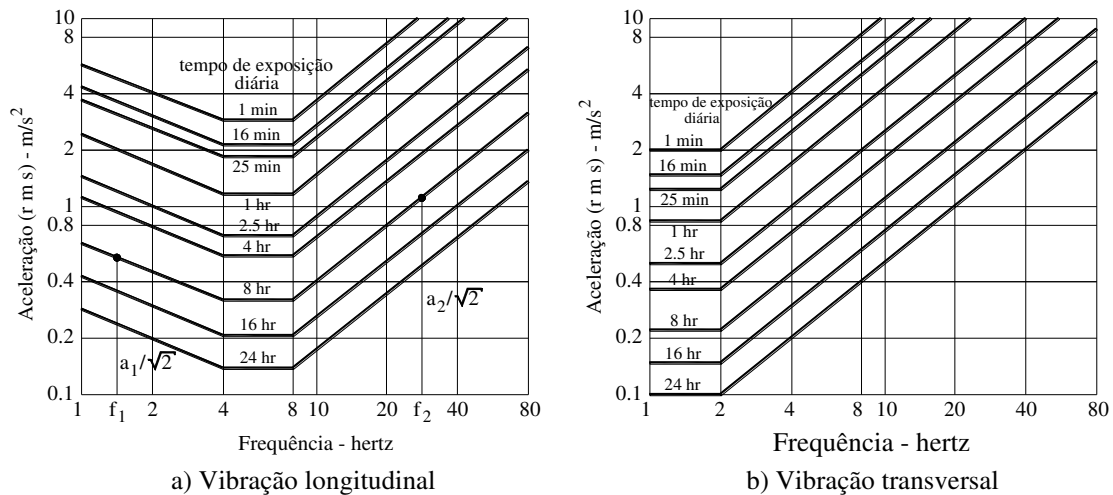 10
8
4
2
1
0.8
0.4
0.2
0.1
Aceleração (r m s) - m/s²
tempo de exposição
diária
1 min
16 min
25 min
1 hr
2.5 hr
4 hr
8 hr
16 hr
24 hr
a₁/√2
a₂/√2
1 f₁ 2 4 8 10 20 f₂ 40 80
Frequência - hertz
a) Vibração longitudinal
10
8
4
2
1
0.8
0.4
0.2
0.1
Aceleração (r m s) - m/s²
tempo de exposição
diária
1 min
16 min
25 min
1 hr
2.5 hr
4 hr
8 hr
16 hr
24 hr
1 2 4 8 10 20 40 80
Frequência - hertz
b) Vibração transversal